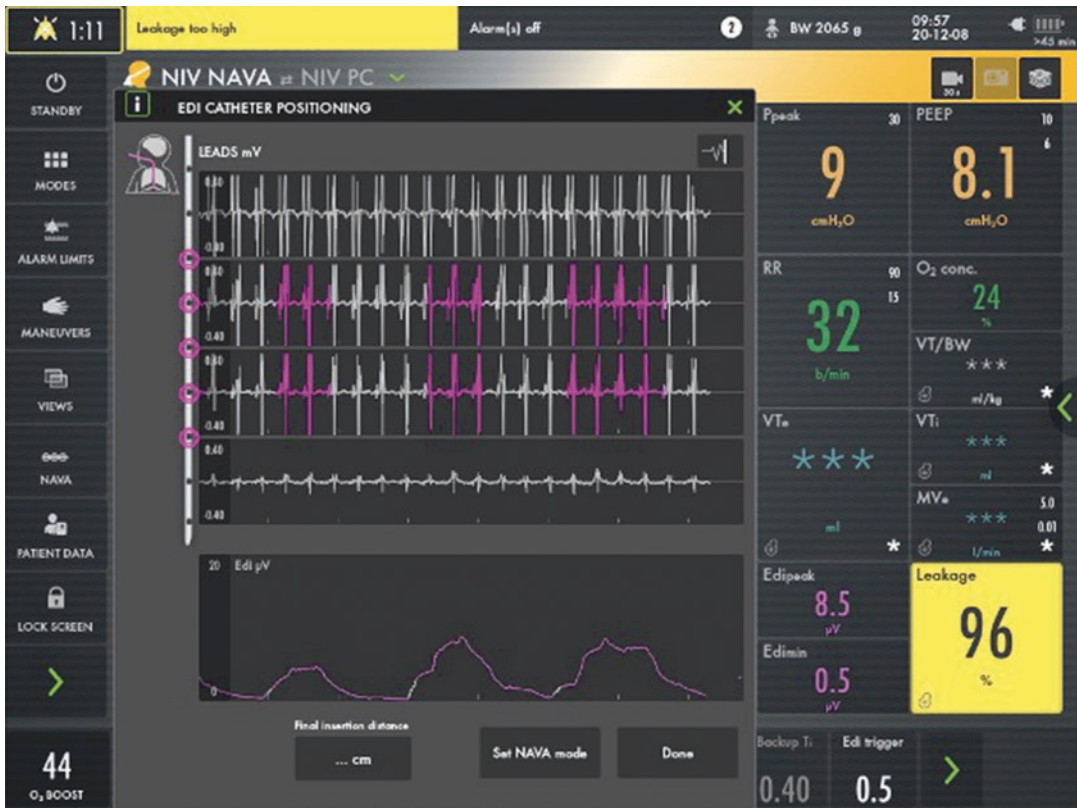 1:11
Leakage too high
Alarm(s) off
2
BW 2065 g
09:57
20-12-08
>45 min
STANDBY
NIV NAVA ⇄ NIV PC
30 s
EDI CATHETER POSITIONING
MODES
ALARM LIMITS
MANEUVERS
VIEWS
NAVA
PATIENT DATA
LOCK SCREEN
44
O₂ BOOST
LEADS mV
0.60
-0.40
0.60
-0.40
0.60
-0.40
0.40
-0.40
20 Edi µV
0
Final insertion distance
... cm
Set NAVA mode
Done
Ppeak 30
9
cmH₂O
PEEP 10
6
8.1
cmH₂O
RR 90
15
32
b/min
O₂ conc.
24
%
VT/BW
***
ml/kg *
VTe
***
ml
*
VTi
***
ml *
MVe 5.0
*** 0.01
l/min *
Edipeak
8.5
µV
Edimin
0.5
µV
Leakage
96
%
Backup Ti
0.40
Edi trigger
0.5